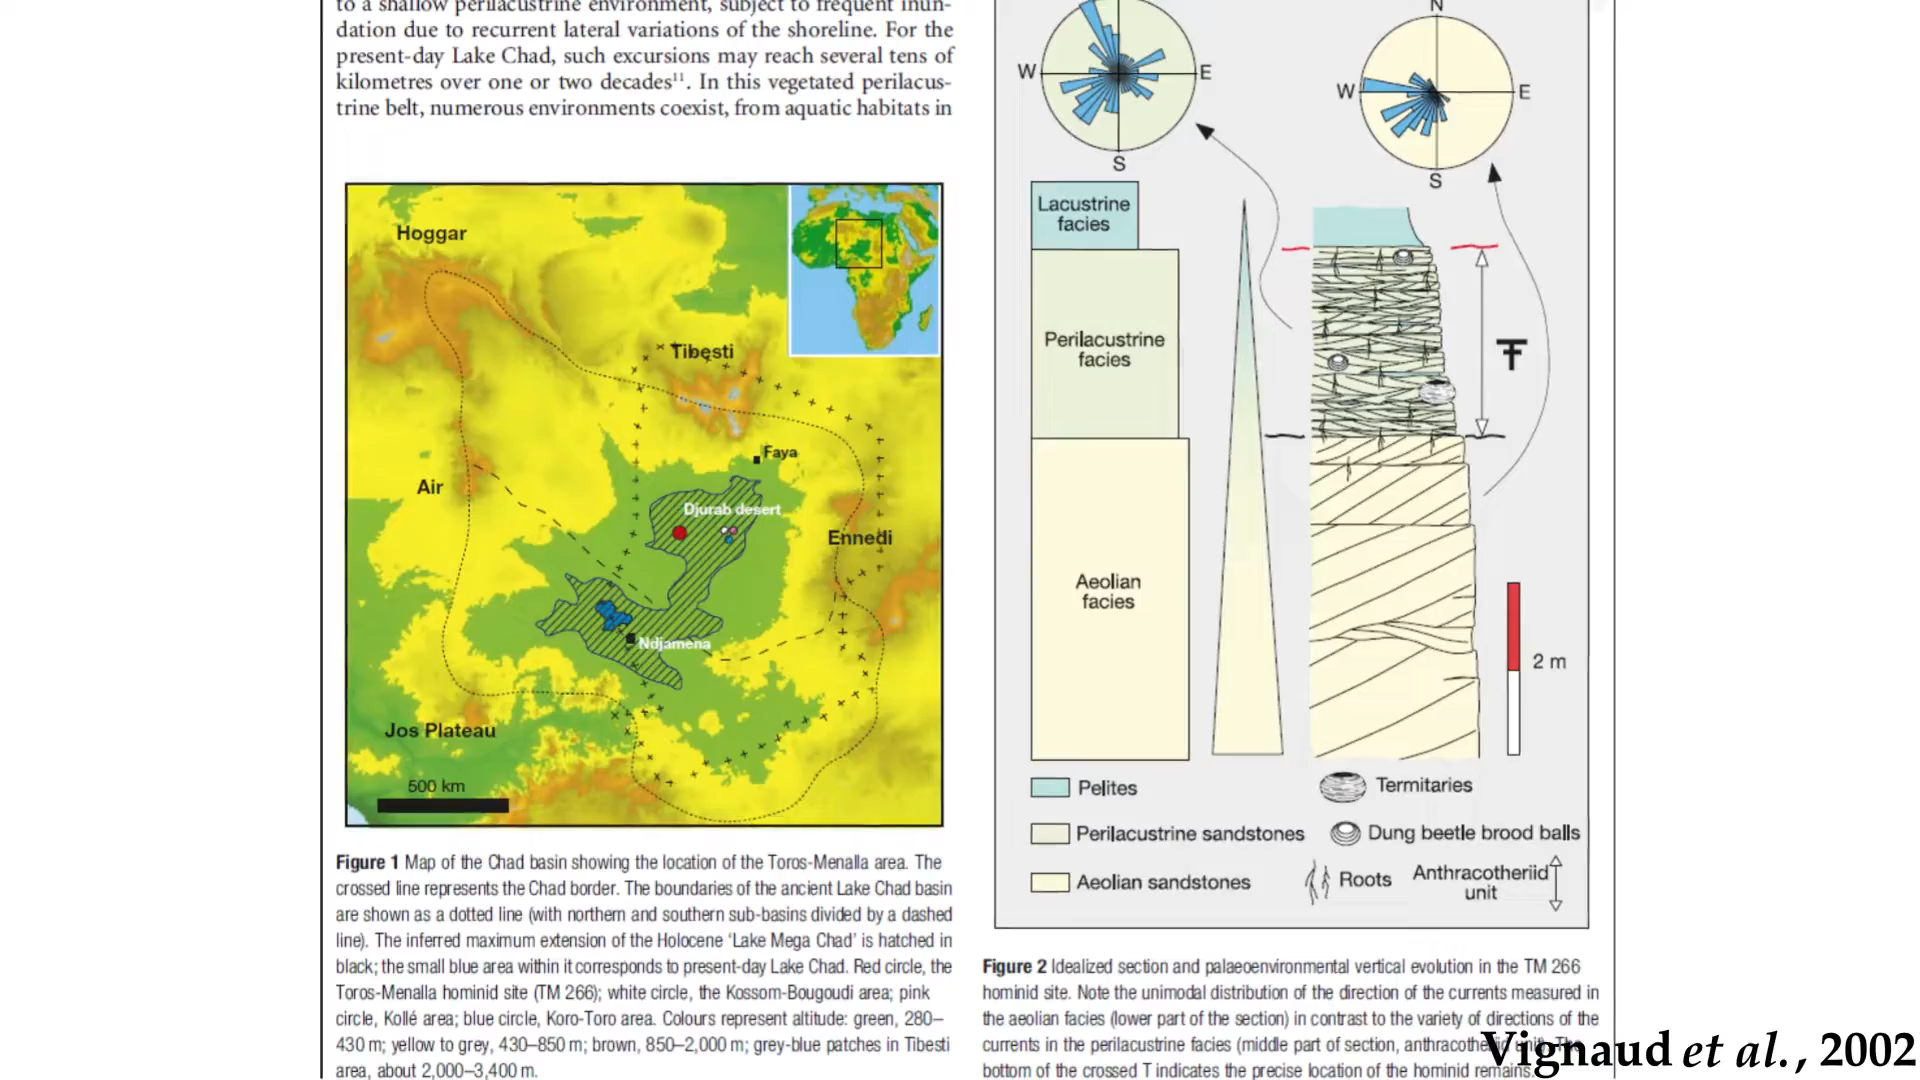 to a shallow perilacustrine environment, subject to frequent inun-
dation due to recurrent lateral variations of the shoreline. For the
present-day Lake Chad, such excursions may reach several tens of
kilometres over one or two decades¹¹. In this vegetated perilacus-
trine belt, numerous environments coexist, from aquatic habitats in
Hoggar
Tibesti
Faya
Air
Djurab desert
Ennedi
Ndjamena
Jos Plateau
500 km
Figure 1 Map of the Chad basin showing the location of the Toros-Menalla area. The
crossed line represents the Chad border. The boundaries of the ancient Lake Chad basin
are shown as a dotted line (with northern and southern sub-basins divided by a dashed
line). The inferred maximum extension of the Holocene ‘Lake Mega Chad’ is hatched in
black; the small blue area within it corresponds to present-day Lake Chad. Red circle, the
Toros-Menalla hominid site (TM 266); white circle, the Kossom-Bougoudi area; pink
circle, Kollé area; blue circle, Koro-Toro area. Colours represent altitude: green, 280–
430 m; yellow to grey, 430–850 m; brown, 850–2,000 m; grey-blue patches in Tibesti
area, about 2,000–3,400 m.
W E
S
N
W E
S
Lacustrine
facies
Perilacustrine
facies
Aeolian
facies
2 m
Pelites
Termitaries
Perilacustrine sandstones
Dung beetle brood balls
Aeolian sandstones
Roots
Anthracotheriid
unit
Figure 2 Idealized section and palaeoenvironmental vertical evolution in the TM 266
hominid site. Note the unimodal distribution of the direction of the currents measured in
the aeolian facies (lower part of the section) in contrast to the variety of directions of the
currents in the perilacustrine facies (middle part of section, anthracotheriid unit). The
bottom of the crossed T indicates the precise location of the hominid remains.
Vignaud et al., 2002